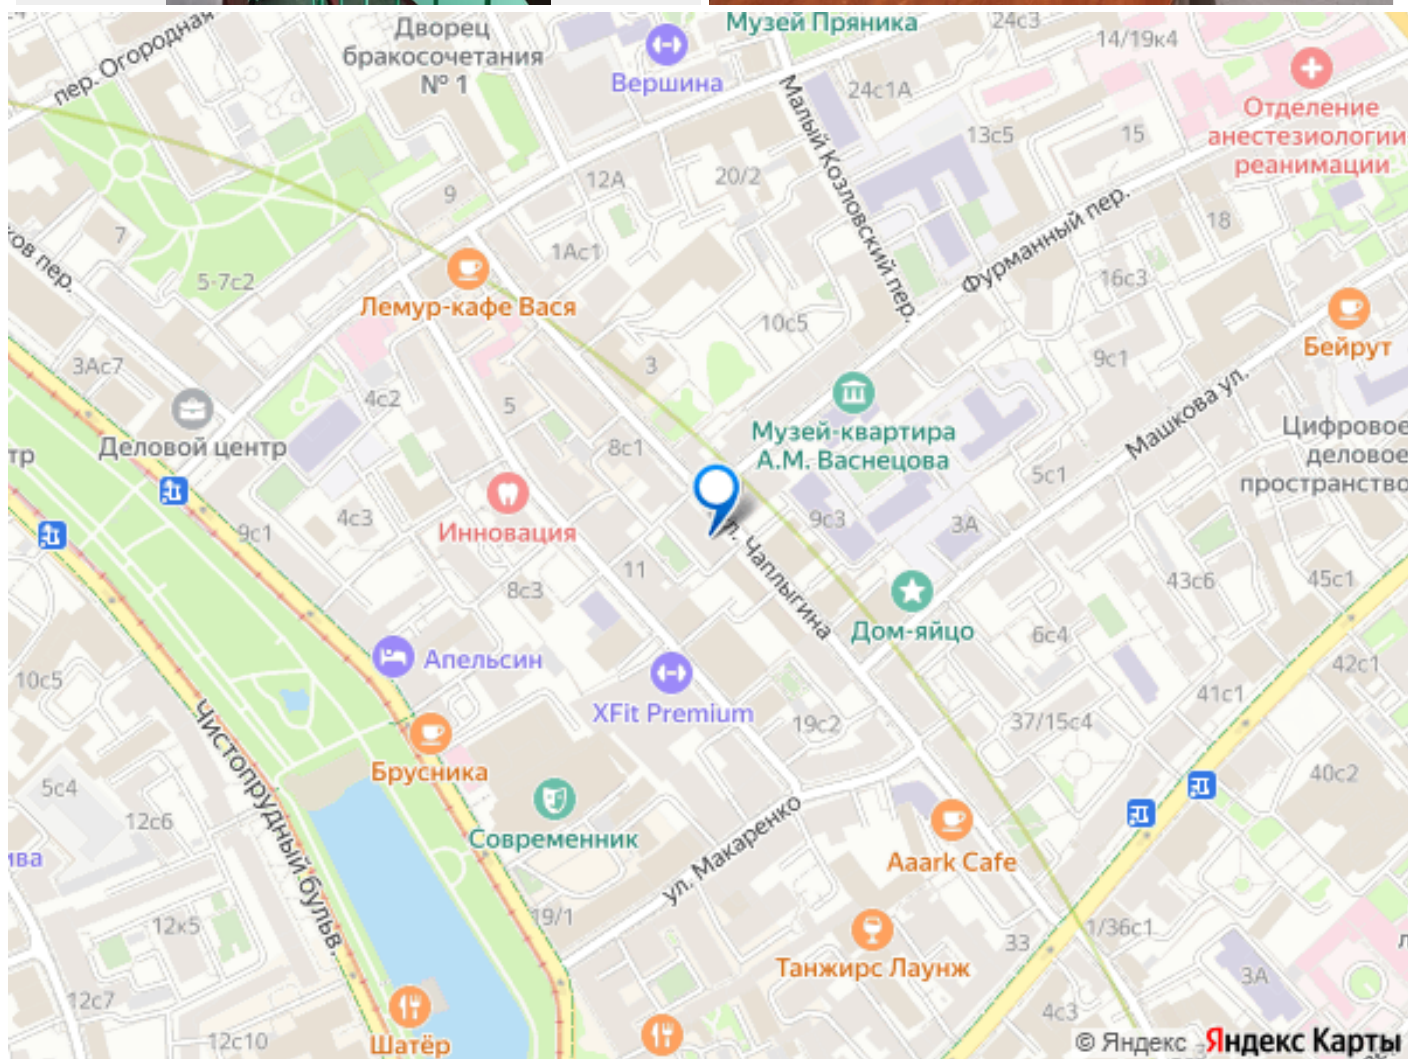 пер. Огородная
Дворец
бракосочетания
№ 1
Вершина
Музей Пряника
24с3
14/19к4
24с1А
Малый Козловский пер.
13с5
15
Отделение
анестезиологии
реанимации
9
12А
20/2
Фурманный пер.
18
ков пер.
7
5-7с2
1Ас1
16с3
Лемур-кафе Вася
10с5
Бейрут
3Ас7
4с2
3
9с1
5
Машкова ул.
Деловой центр
8с1
Музей-квартира
А.М. Васнецова
Цифровое
деловое
пространство
тр
5с1
9с1
4с3
Инновация
9с3
3А
ул. Чаплыгина
11
8с3
43с6
45с1
Дом-яйцо
6с4
10с5
Апельсин
42с1
41с1
Чистопрудный бульв.
XFit Premium
19с2
37/15с4
Брусника
5с4
40с2
12с6
Современник
ива
ул. Макаренко
Aaark Cafe
12к5
19/1
1/36с1
33
Танжирс Лаунж
3А
12с7
4с3
12с10
Шатёр
© Яндекс Яндекс Карты